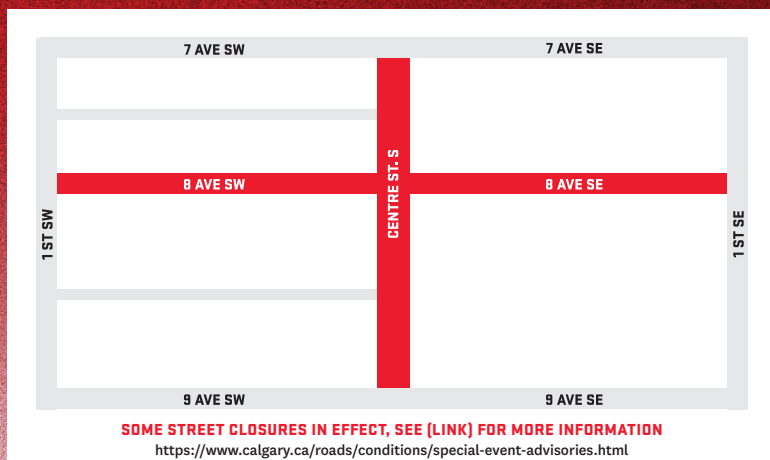 7 AVE SW
7 AVE SE
CENTRE ST. S
8 AVE SW
8 AVE SE
1 ST SW
1 ST SE
9 AVE SW
9 AVE SE
SOME STREET CLOSURES IN EFFECT, SEE (LINK) FOR MORE INFORMATION
https://www.calgary.ca/roads/conditions/special-event-advisories.html